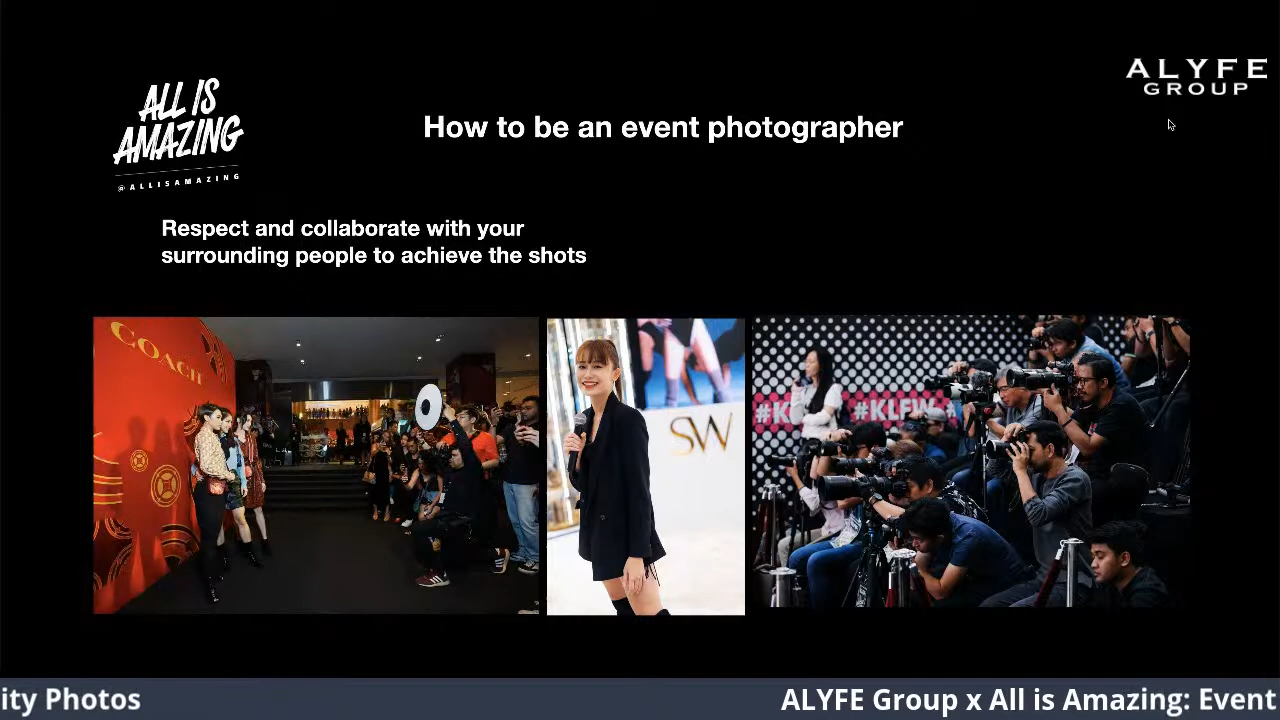 ALL IS
AMAZING
@ALLISAMAZING
ALYFE
GROUP
How to be an event photographer
Respect and collaborate with your
surrounding people to achieve the shots
COACH
SW
#KLFW
ity Photos
ALYFE Group x All is Amazing: Event